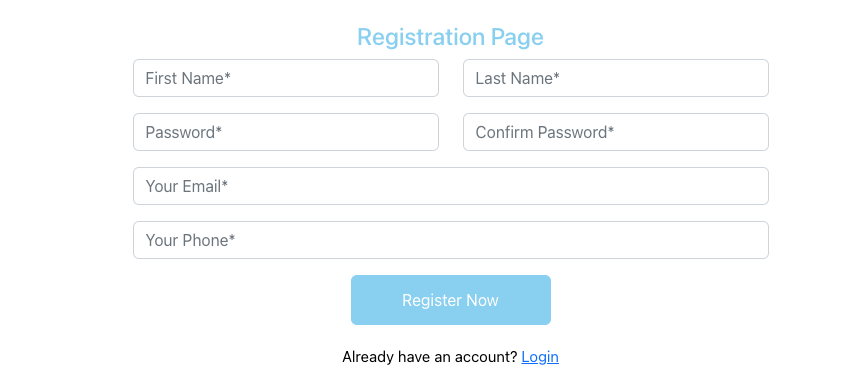 Registration Page
First Name* Last Name*
Password* Confirm Password*
Your Email*
Your Phone*
Register Now
Already have an account? Login